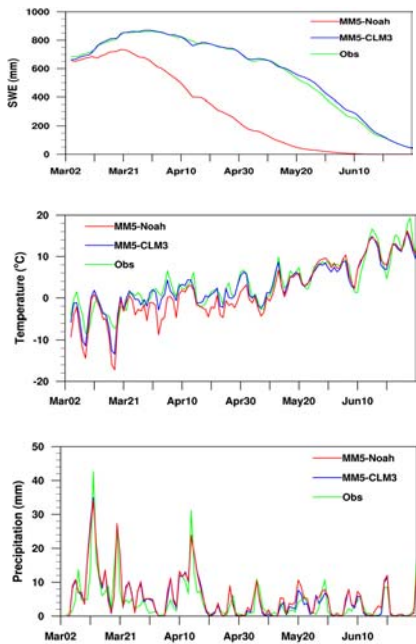 1000
800
600
400
200
0
SWE (mm)
MM5-Noah
MM5-CLM3
Obs
Mar02 Mar21 Apr10 Apr30 May20 Jun10
20
10
0
-10
-20
Temperature (°C)
MM5-Noah
MM5-CLM3
Obs
Mar02 Mar21 Apr10 Apr30 May20 Jun10
50
40
30
20
10
0
Precipitation (mm)
MM5-Noah
MM5-CLM3
Obs
Mar02 Mar21 Apr10 Apr30 May20 Jun10